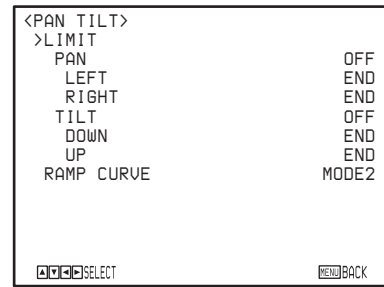 <PAN TILT>
>LIMIT
PAN OFF
LEFT END
RIGHT END
TILT OFF
DOWN END
UP END
RAMP CURVE MODE2
▲▼◄►SELECT MENU BACK